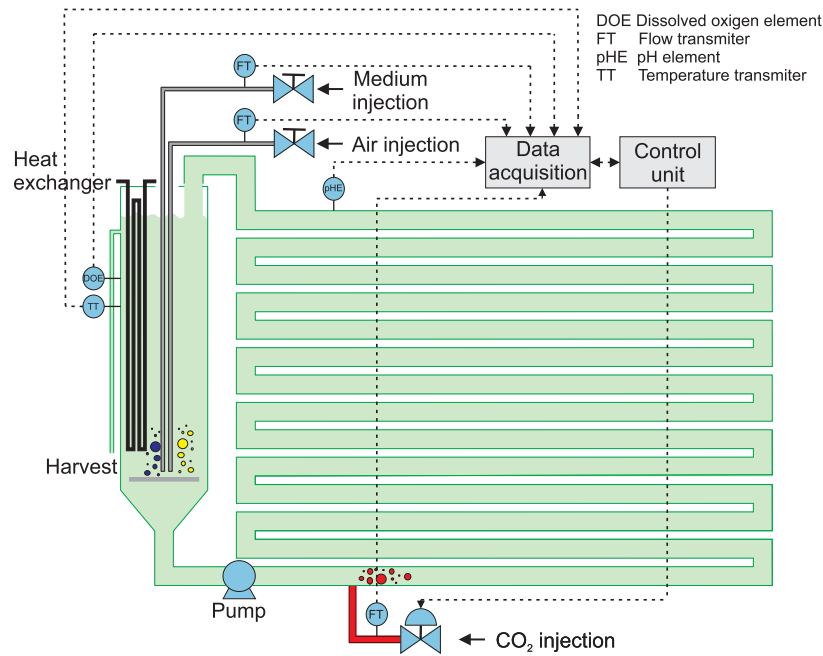 DOE Dissolved oxigen element
FT Flow transmiter
pHE pH element
TT Temperature transmiter
FT
Medium
injection
FT
Air injection
Data
acquisition
Control
unit
Heat
exchanger
pHE
DOE
TT
Harvest
Pump
FT
CO₂ injection